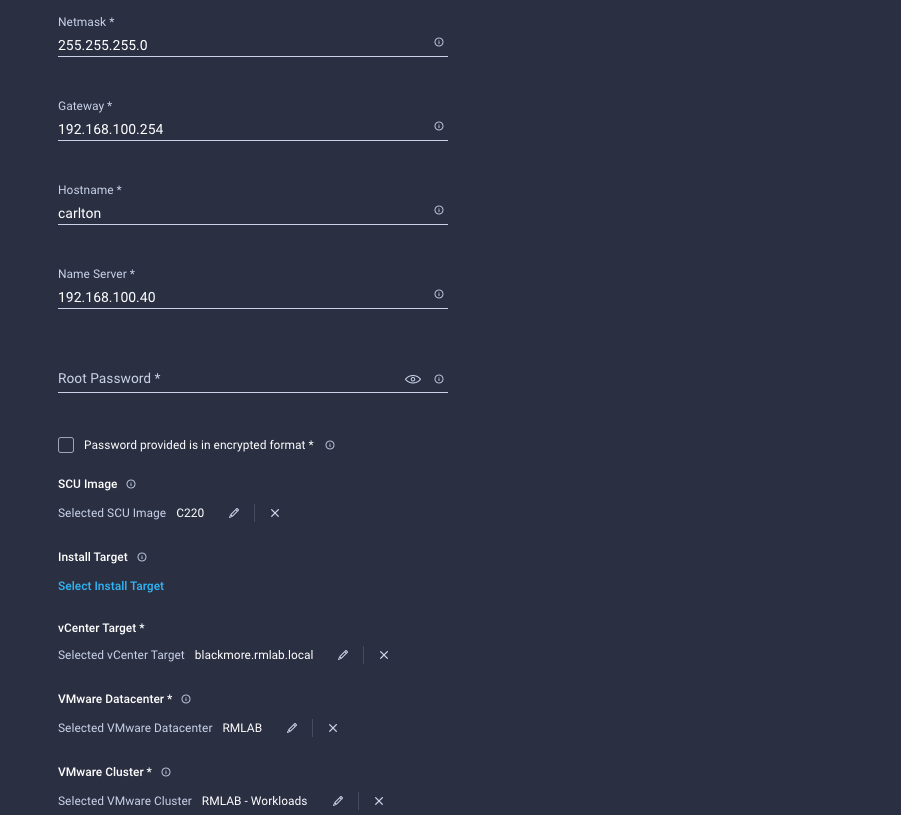 Netmask *
255.255.255.0
Gateway *
192.168.100.254
Hostname *
carlton
Name Server *
192.168.100.40
Root Password *
Password provided is in encrypted format *
SCU Image
Selected SCU Image C220
Install Target
Select Install Target
vCenter Target *
Selected vCenter Target blackmore.rmlab.local
VMware Datacenter *
Selected VMware Datacenter RMLAB
VMware Cluster *
Selected VMware Cluster RMLAB - Workloads